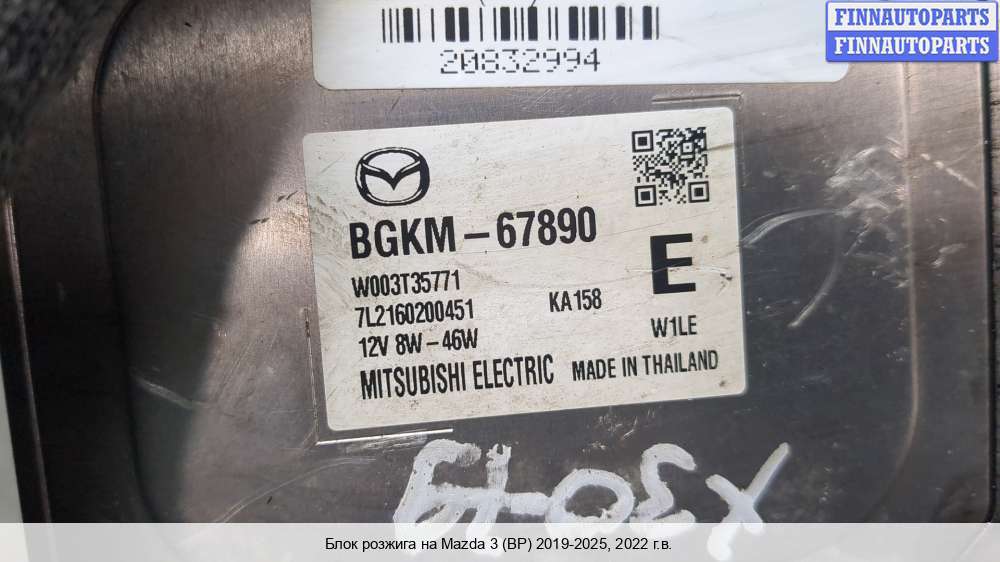 FINNAUTOPARTS
FINNAUTOPARTS
20832994
BGKM-67890
E
W003T35771
7L2160200451
KA158
12V 8W-46W
W1LE
MITSUBISHI ELECTRIC
MADE IN THAILAND
Блок розжига на Mazda 3 (BP) 2019-2025, 2022 г.в.